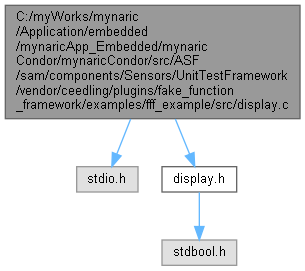 C:/myWorks/mynaric
/Application/embedded
/mynaricApp_Embedded/mynaric
Condor/mynaricCondor/src/ASF
/sam/components/Sensors/UnitTestFramework
/vendor/ceedling/plugins/fake_function
_framework/examples/fff_example/src/display.c
stdio.h
display.h
stdbool.h